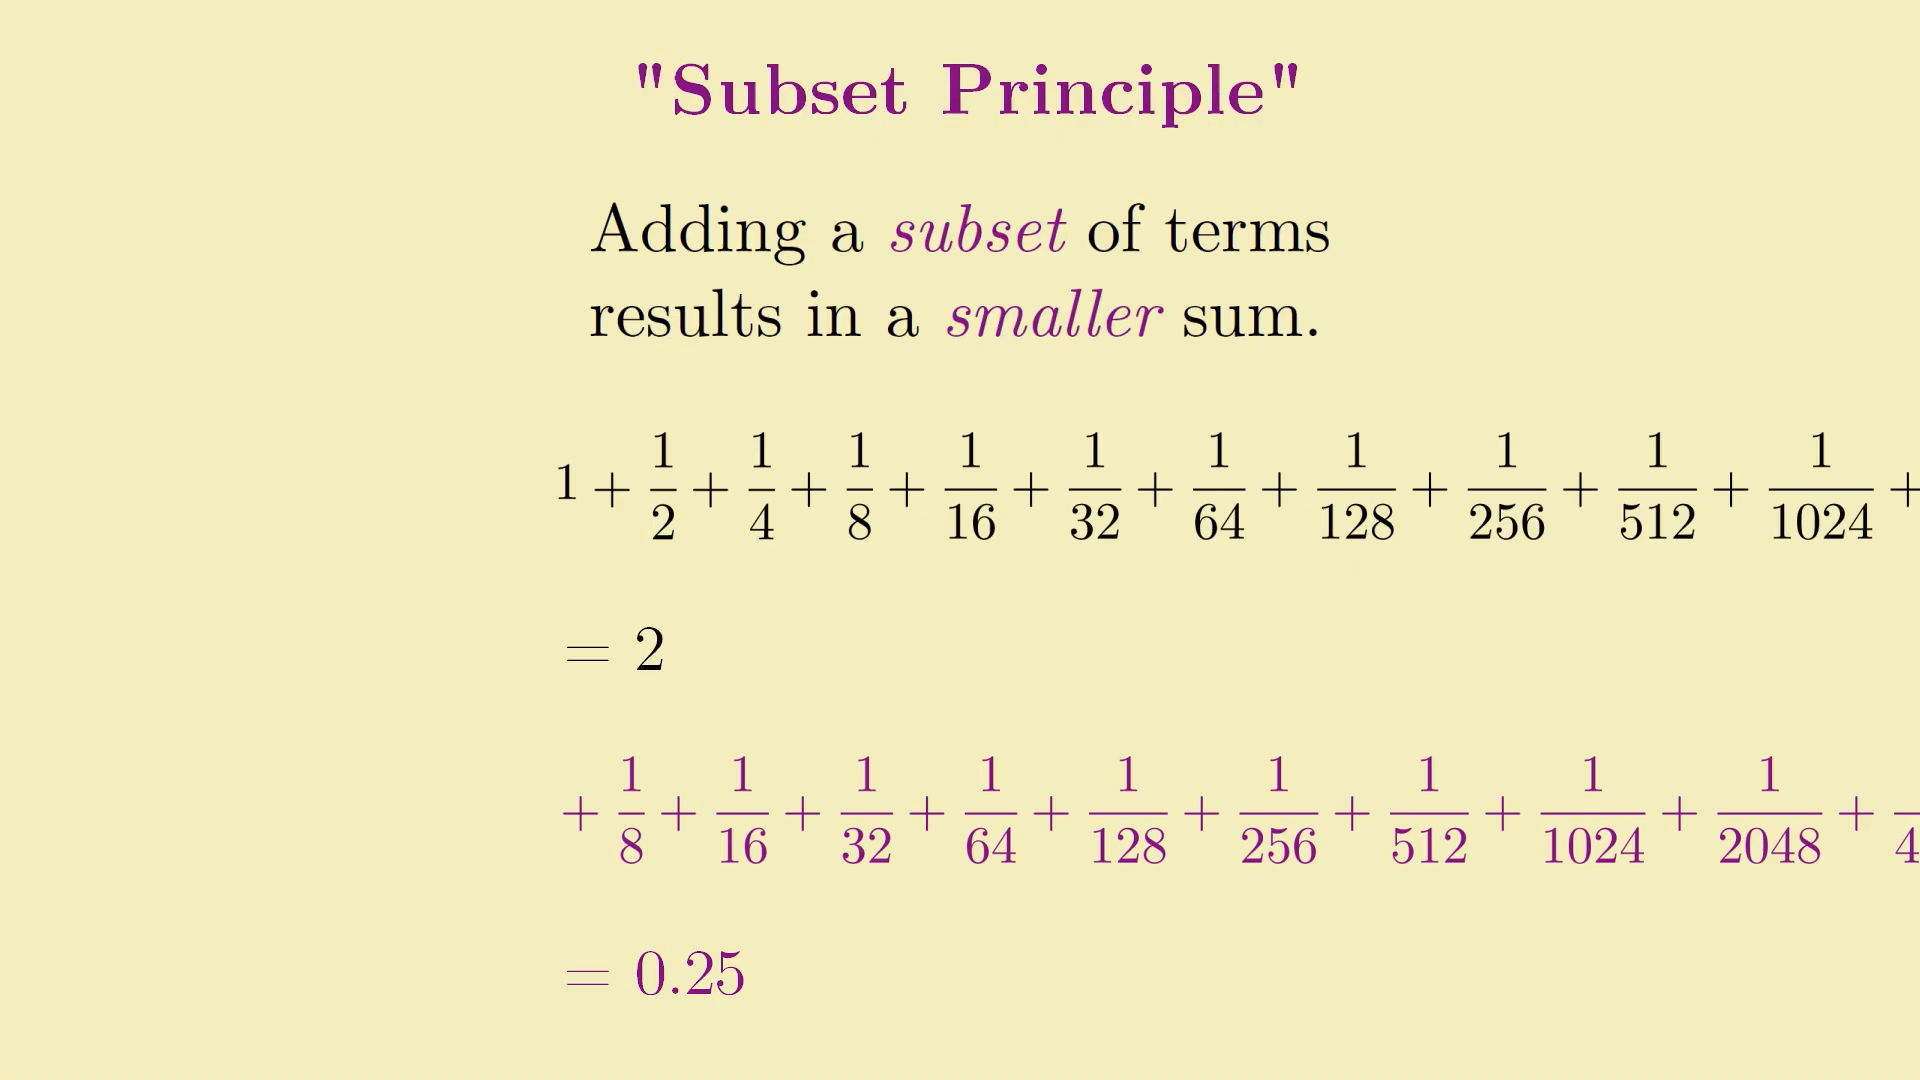 "Subset Principle"
Adding a subset of terms
results in a smaller sum.
1 + 1/2 + 1/4 + 1/8 + 1/16 + 1/32 + 1/64 + 1/128 + 1/256 + 1/512 + 1/1024 +
= 2
+ 1/8 + 1/16 + 1/32 + 1/64 + 1/128 + 1/256 + 1/512 + 1/1024 + 1/2048 +
= 0.25